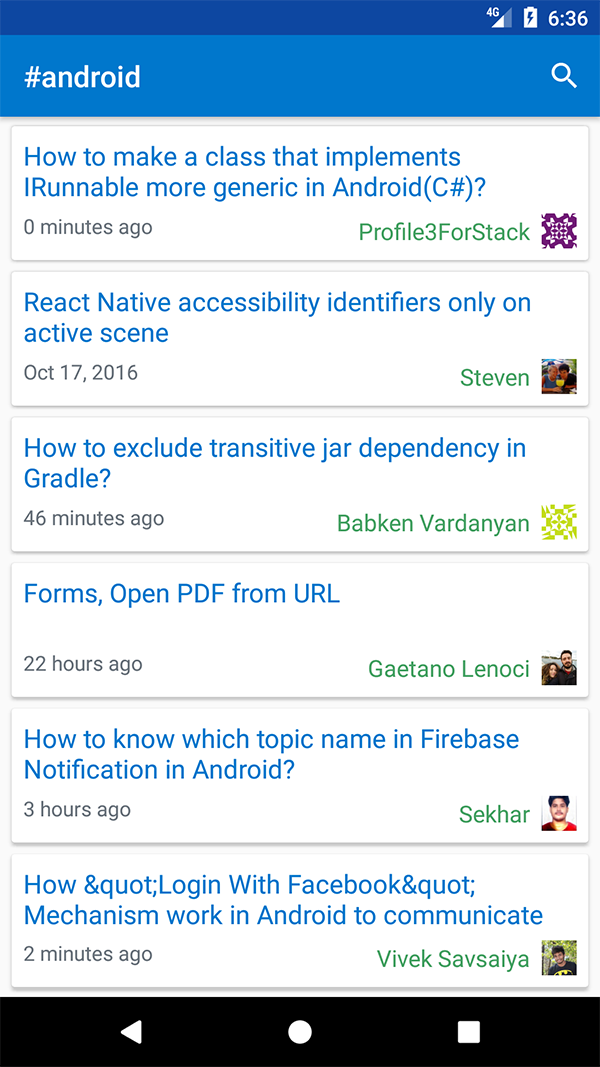 4G 6:36
#android
How to make a class that implements
IRunnable more generic in Android(C#)?
0 minutes ago
Profile3ForStack
React Native accessibility identifiers only on
active scene
Oct 17, 2016
Steven
How to exclude transitive jar dependency in
Gradle?
46 minutes ago
Babken Vardanyan
Forms, Open PDF from URL
22 hours ago
Gaetano Lenoci
How to know which topic name in Firebase
Notification in Android?
3 hours ago
Sekhar
How &quot;Login With Facebook&quot;
Mechanism work in Android to communicate
2 minutes ago
Vivek Savsaiya